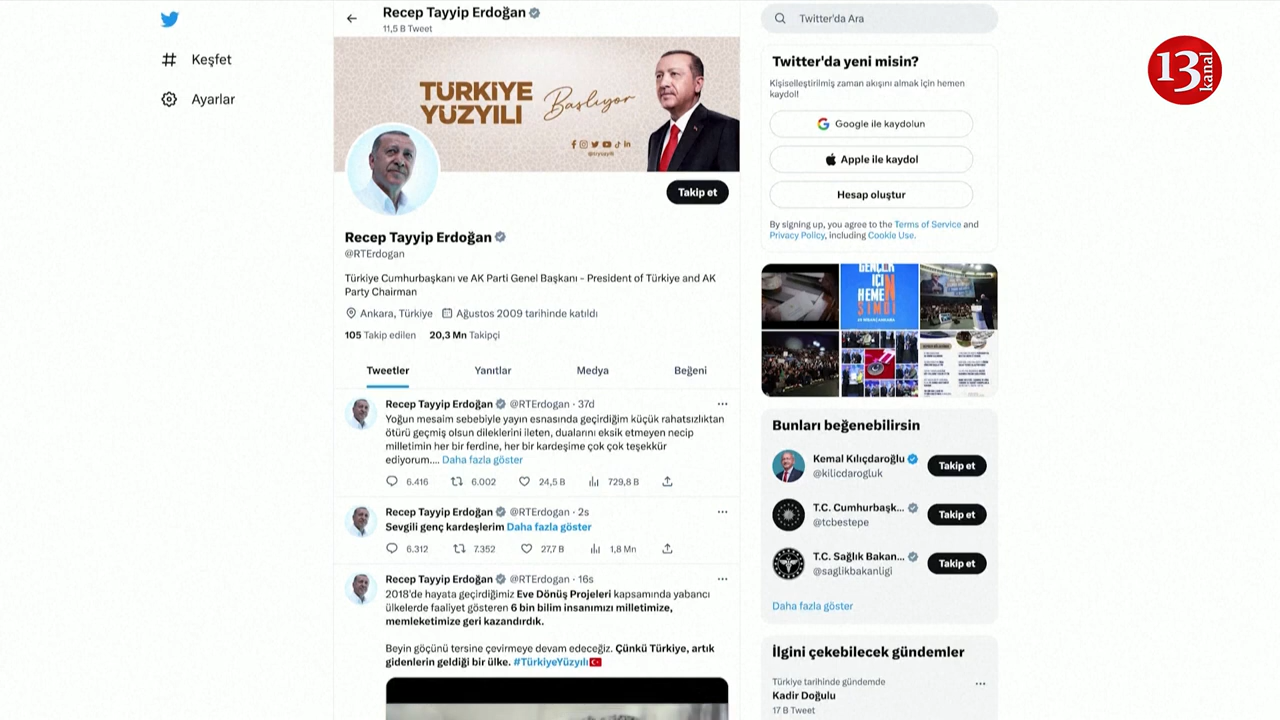 Keşfet
Ayarlar
Recep Tayyip Erdoğan
11,5 B Tweet
TÜRKİYE
YÜZYILI
Başlıyor
Takip et
Recep Tayyip Erdoğan
@RTErdogan
Türkiye Cumhurbaşkanı ve AK Parti Genel Başkanı - President of Türkiye and AK
Party Chairman
Ankara, Türkiye Ağustos 2009 tarihinde katıldı
105 Takip edilen 20,3 Mn Takipçi
Tweetler Yanıtlar Medya Beğeni
Recep Tayyip Erdoğan @RTErdogan · 37d
Yoğun mesaim sebebiyle yayın esnasında geçirdiğim küçük rahatsızlıktan
ötürü geçmiş olsun dileklerini ileten, dualarını eksik etmeyen necip
milletimin her bir ferdine, her bir kardeşime çok çok teşekkür
ediyorum.... Daha fazla göster
6.416 6.002 24,5 B 729,8 B
Recep Tayyip Erdoğan @RTErdogan · 2s
Sevgili genç kardeşlerim Daha fazla göster
6.312 7.352 27,7 B 1,8 Mn
Recep Tayyip Erdoğan @RTErdogan · 16s
2018'de hayata geçirdiğimiz Eve Dönüş Projeleri kapsamında yabancı
ülkelerde faaliyet gösteren 6 bin bilim insanımızı milletimize,
memleketimize geri kazandırdık.
Beyin göçünü tersine çevirmeye devam edeceğiz. Çünkü Türkiye, artık
gidenlerin geldiği bir ülke. #TürkiyeYüzyılı
Twitter'da Ara
Twitter'da yeni misin?
Kişiselleştirilmiş zaman akışını almak için hemen
kaydol!
Google ile kaydolun
Apple ile kaydol
Hesap oluştur
By signing up, you agree to the Terms of Service and
Privacy Policy, including Cookie Use.
GENÇLER
İÇİN
HEMEN
ŞİMDİ
Bunları beğenebilirsin
Kemal Kılıçdaroğlu
@kilicdarogluk
Takip et
T.C. Cumhurbaşk...
@tcbestepe
Takip et
T.C. Sağlık Bakan...
@saglikbakanligi
Takip et
Daha fazla göster
İlgini çekebilecek gündemler
Türkiye tarihinde gündemde
Kadir Doğulu
17 B Tweet
13 kanal